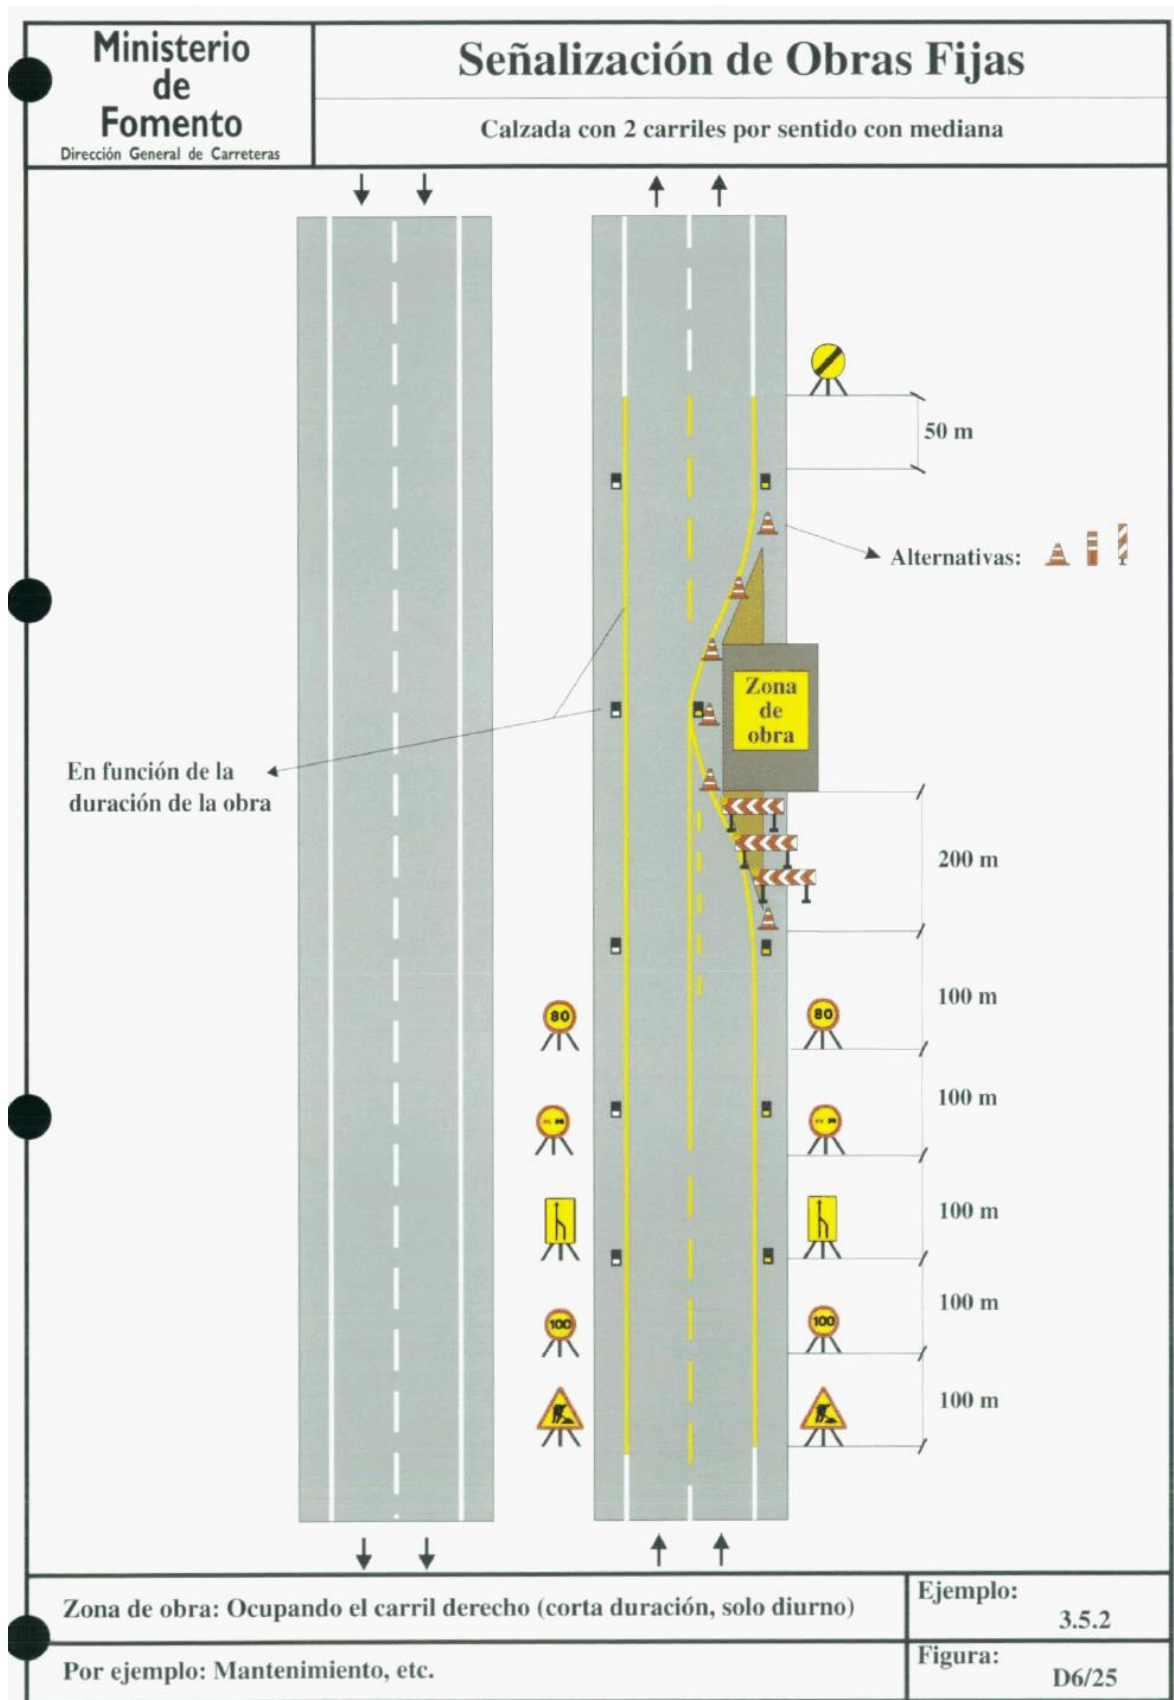 Ministerio
de
Fomento
Dirección General de Carreteras
Señalización de Obras Fijas
Calzada con 2 carriles por sentido con mediana
50 m
Alternativas:
Zona
de
obra
En función de la
duración de la obra
200 m
100 m
80
80
100 m
100 m
100 m
100
100
100 m
Zona de obra: Ocupando el carril derecho (corta duración, solo diurno)
Ejemplo:
3.5.2
Por ejemplo: Mantenimiento, etc.
Figura:
D6/25